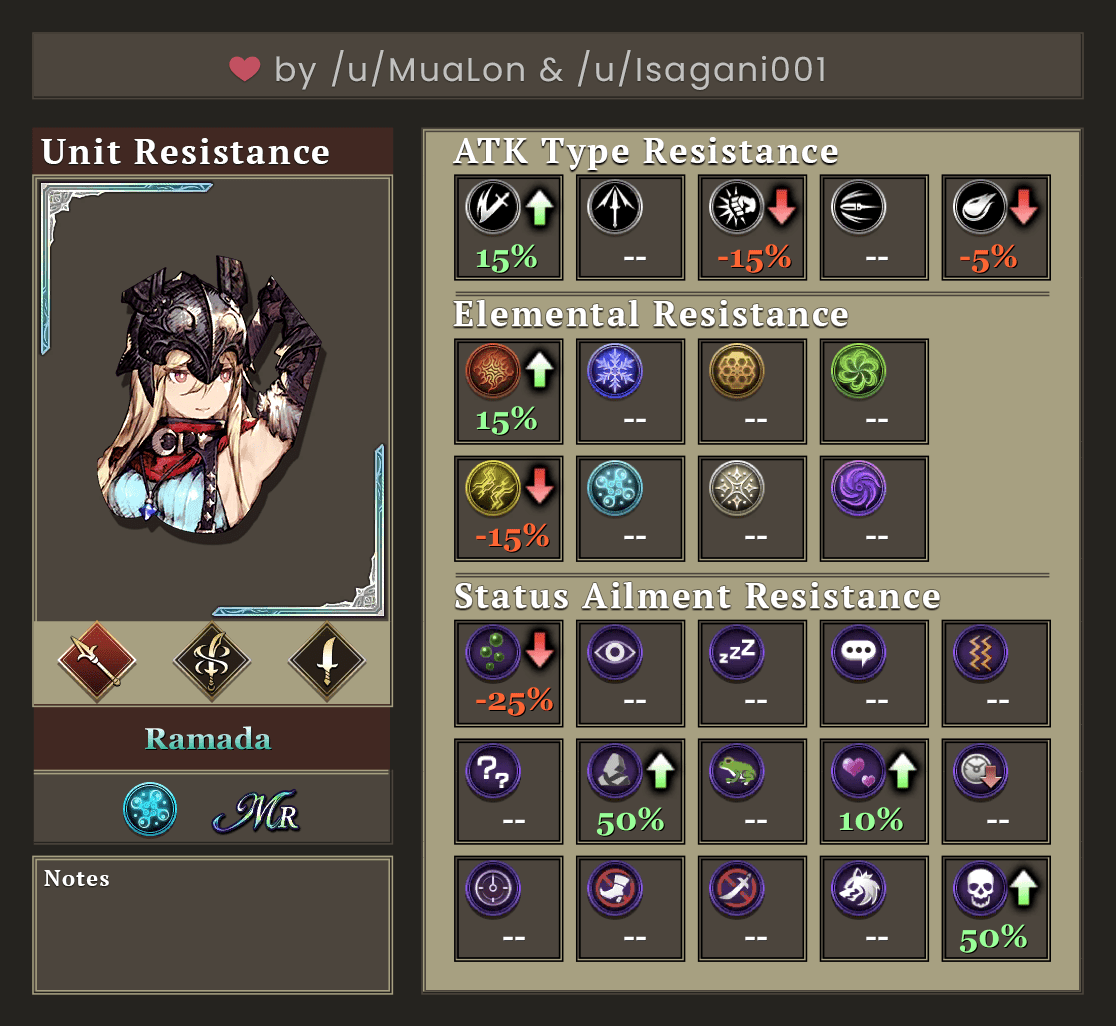 by /u/MuaLon & /u/Isagani001
Unit Resistance
Ramada
MR
Notes
ATK Type Resistance
15% -- -15% -- -5%
Elemental Resistance
15% -- -- --
-15% -- -- --
Status Ailment Resistance
zzZ
-25% -- -- -- --
??
-- 50% -- 10% --
-- -- -- -- 50%